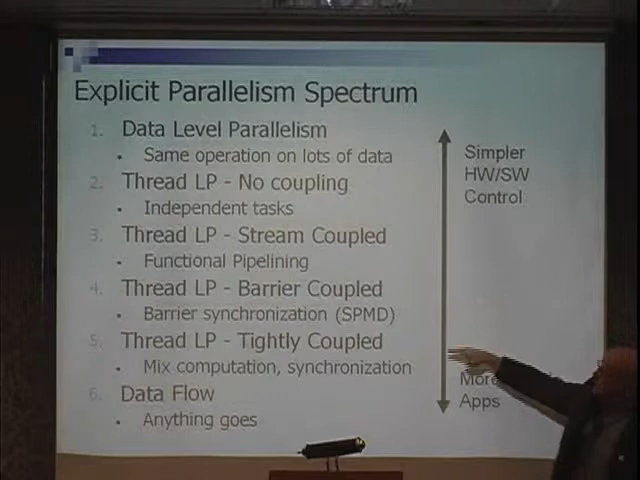 Explicit Parallelism Spectrum
1. Data Level Parallelism
• Same operation on lots of data
2. Thread LP - No coupling
• Independent tasks
3. Thread LP - Stream Coupled
• Functional Pipelining
4. Thread LP - Barrier Coupled
• Barrier synchronization (SPMD)
5. Thread LP - Tightly Coupled
• Mix computation, synchronization
6. Data Flow
• Anything goes
Simpler
HW/SW
Control
More
Apps